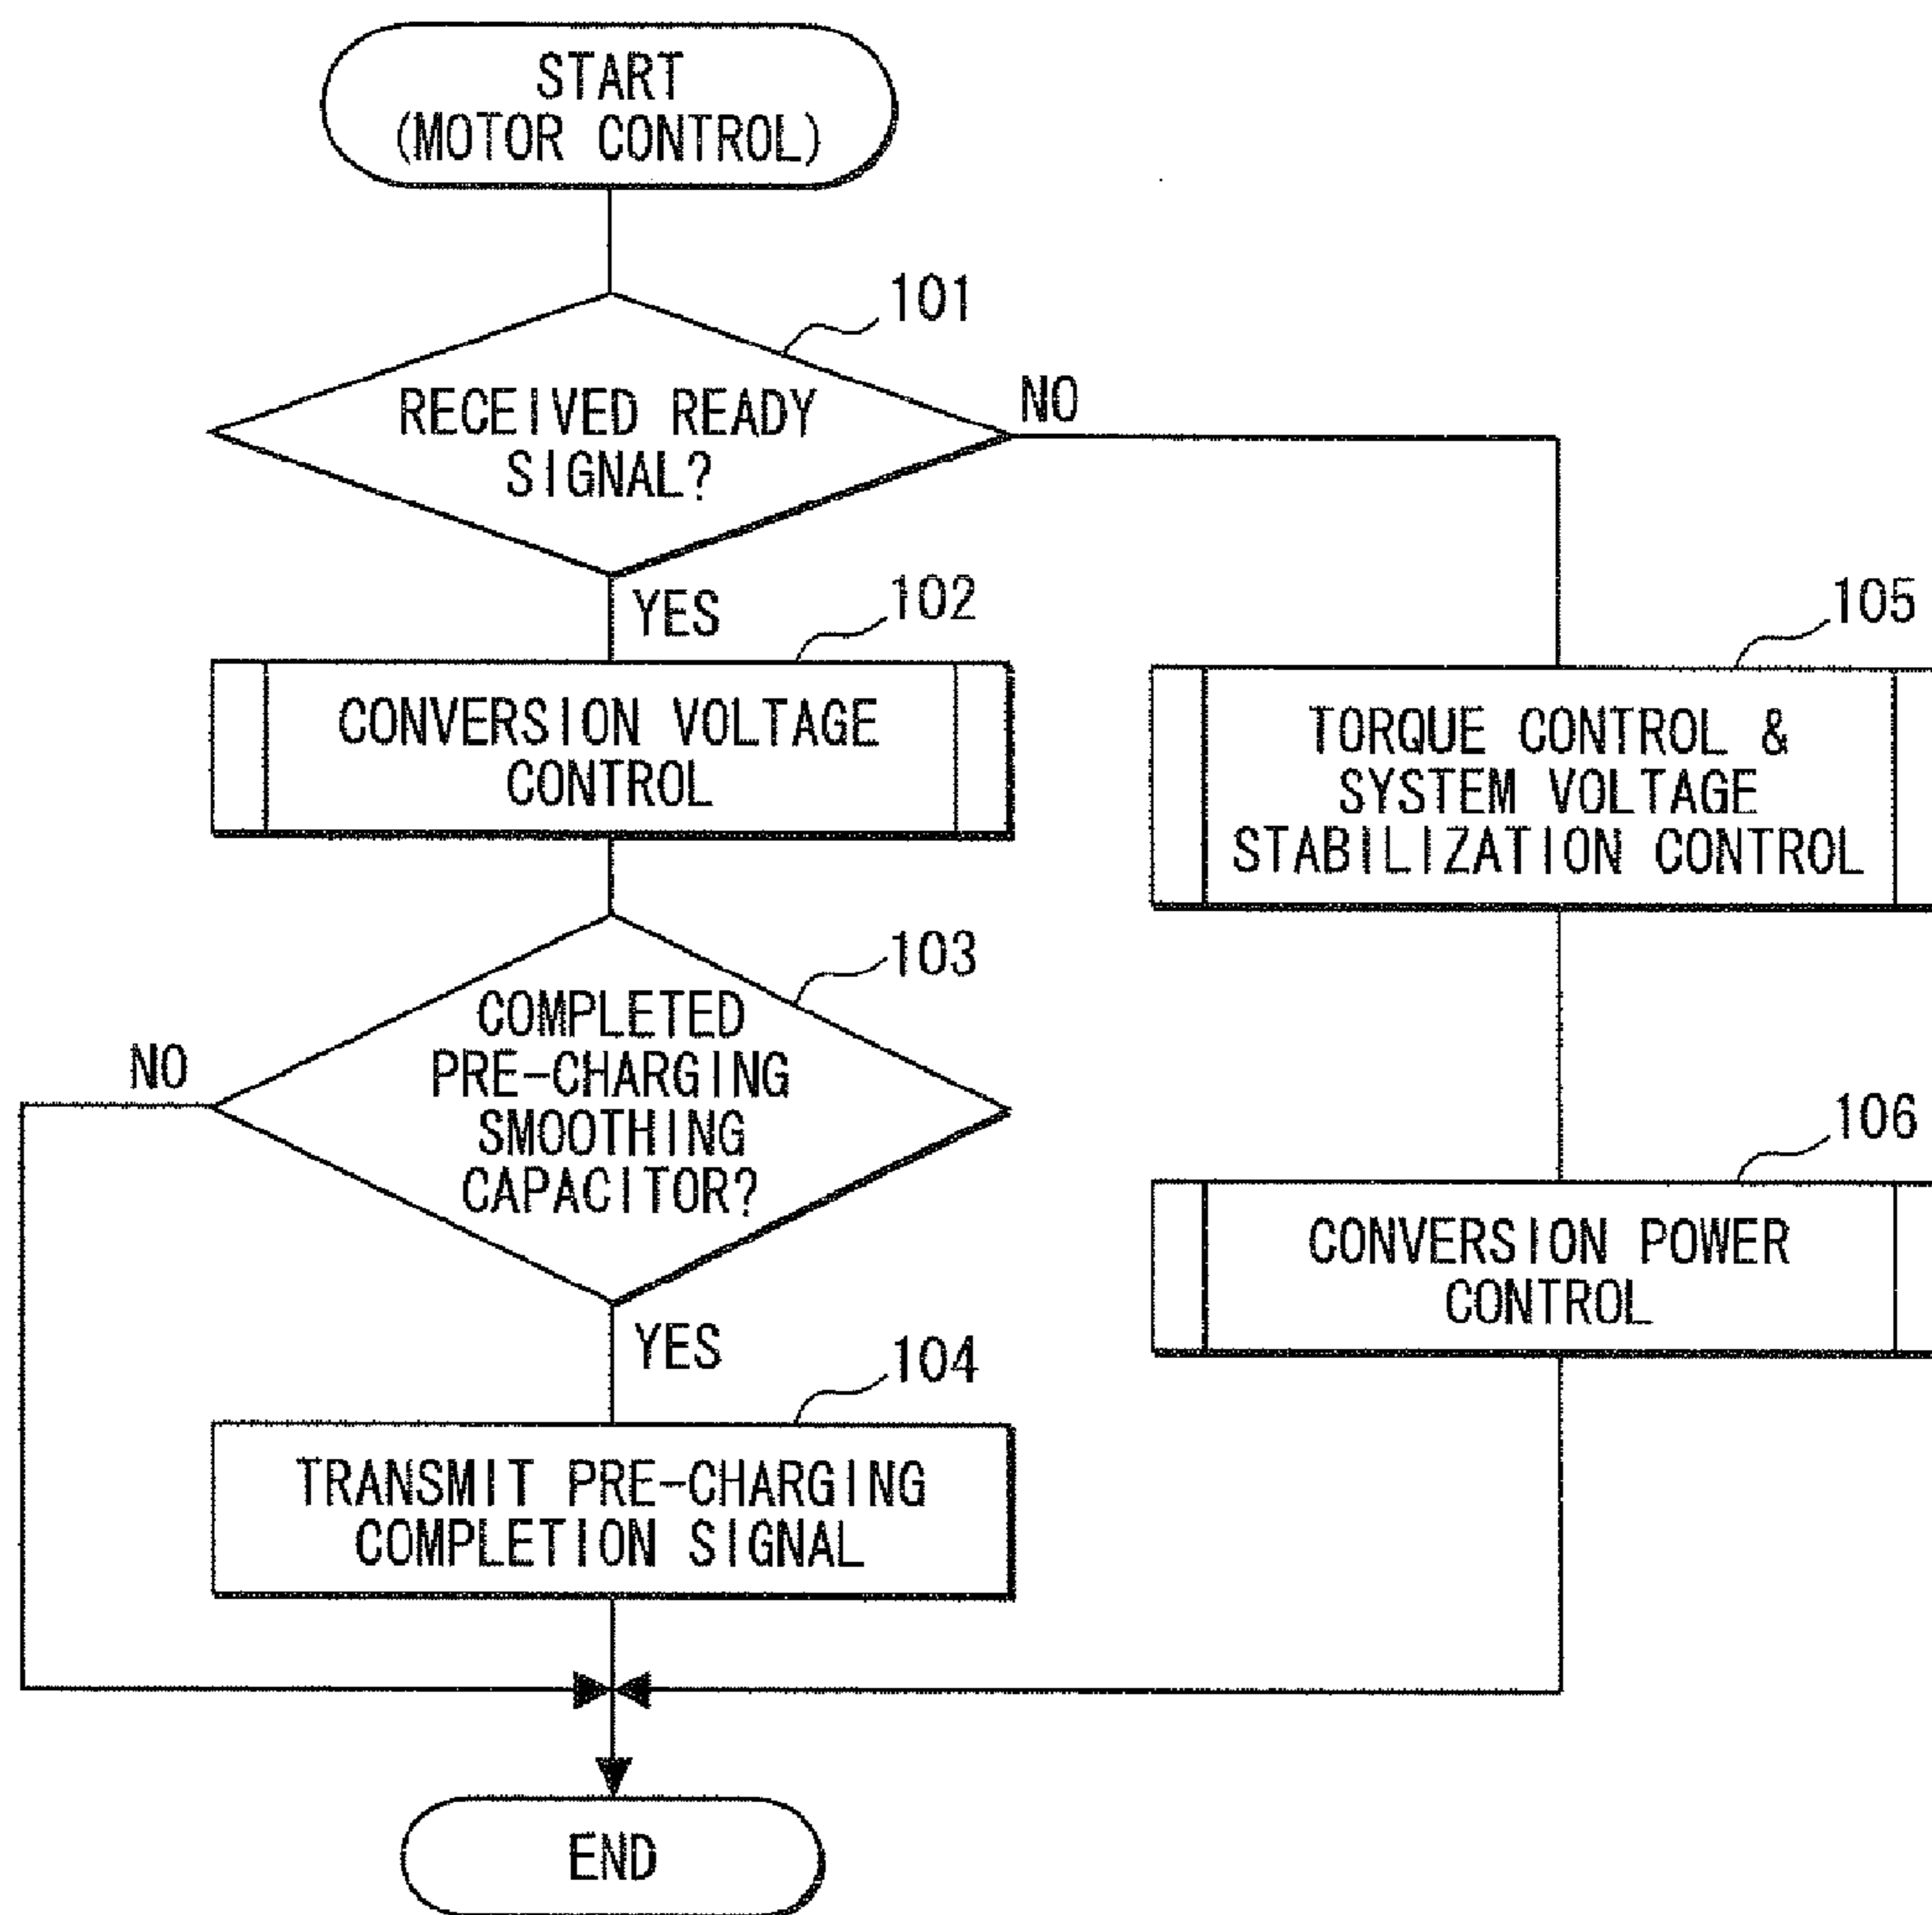 START
(MOTOR CONTROL)
101
RECEIVED READY
SIGNAL?
NO
YES
102
CONVERSION VOLTAGE
CONTROL
105
TORQUE CONTROL &
SYSTEM VOLTAGE
STABILIZATION CONTROL
103
COMPLETED
PRE-CHARGING
SMOOTHING
CAPACITOR?
NO
YES
106
CONVERSION POWER
CONTROL
104
TRANSMIT PRE-CHARGING
COMPLETION SIGNAL
END